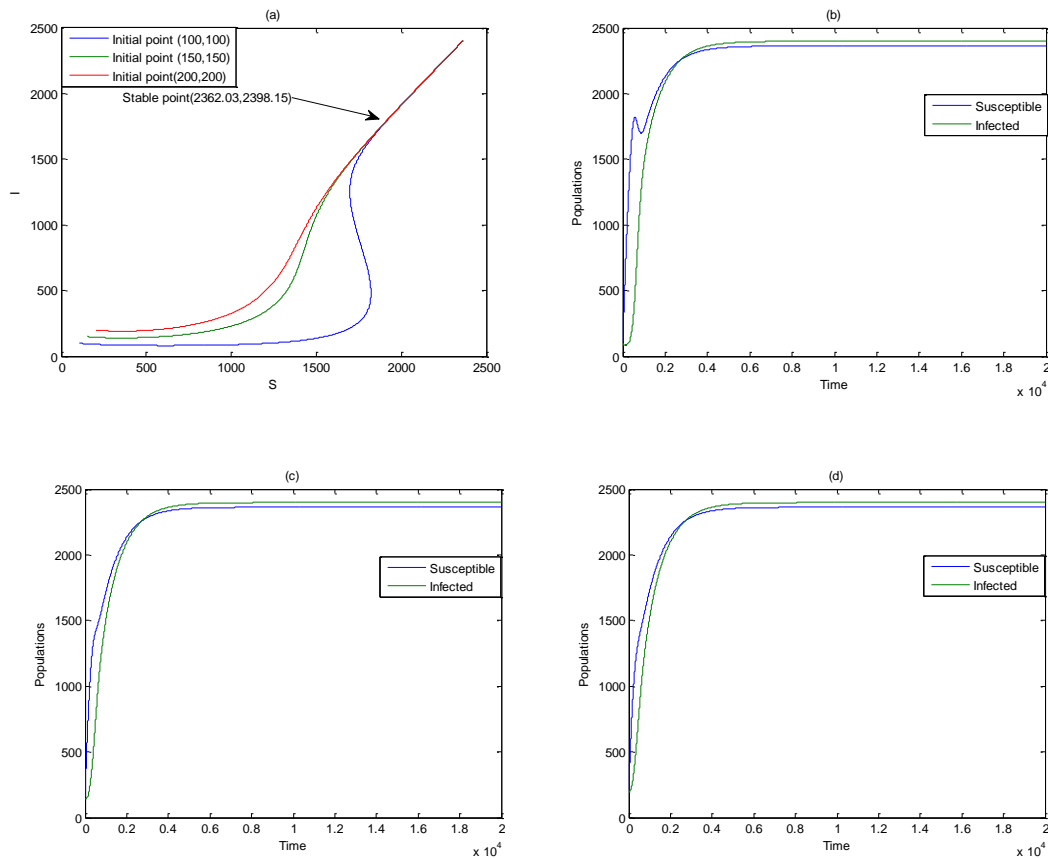 (a)
2500
2000
1500
1000
500
0
0 500 1000 1500 2000 2500
S
I
Initial point (100,100)
Initial point (150,150)
Initial point(200,200)
Stable point(2362.03,2398.15)
(b)
2500
2000
1500
1000
500
0
0 0.2 0.4 0.6 0.8 1 1.2 1.4 1.6 1.8 2
x 10^4
Time
Populations
Susceptible
Infected
(c)
2500
2000
1500
1000
500
0
0 0.2 0.4 0.6 0.8 1 1.2 1.4 1.6 1.8 2
x 10^4
Time
Populations
Susceptible
Infected
(d)
2500
2000
1500
1000
500
0
0 0.2 0.4 0.6 0.8 1 1.2 1.4 1.6 1.8 2
x 10^4
Time
Populations
Susceptible
Infected